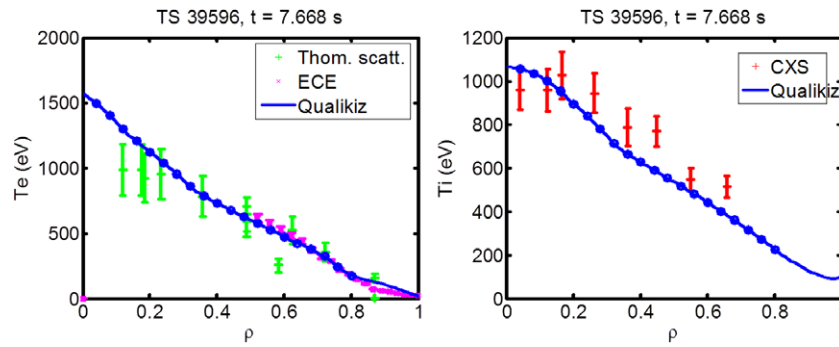 TS 39596, t = 7.668 s
2000
1500
1000
500
0
Te (eV)
0
0.2
0.4
0.6
0.8
1
ρ
Thom. scatt.
ECE
Qualikiz
TS 39596, t = 7.668 s
1200
1000
800
600
400
200
0
Ti (eV)
0
0.2
0.4
0.6
0.8
ρ
CXS
Qualikiz